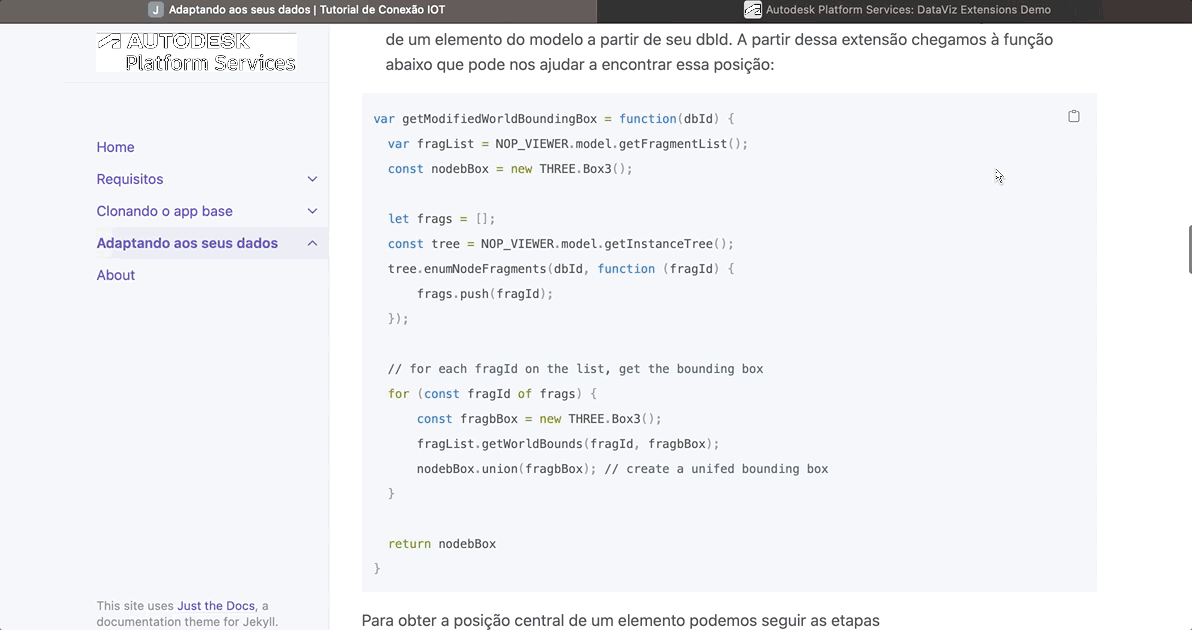 J Adaptando aos seus dados | Tutorial de Conexão IOT
Autodesk Platform Services: DataViz Extensions Demo
AUTODESK
Platform Services
Home
Requisitos
Clonando o app base
Adaptando aos seus dados
About
This site uses Just the Docs, a
documentation theme for Jekyll.
de um elemento do modelo a partir de seu dbId. A partir dessa extensão chegamos à função
abaixo que pode nos ajudar a encontrar essa posição:
var getModifiedWorldBoundingBox = function(dbId) {
  var fragList = NOP_VIEWER.model.getFragmentList();
  const nodebBox = new THREE.Box3();
  let frags = [];
  const tree = NOP_VIEWER.model.getInstanceTree();
  tree.enumNodeFragments(dbId, function (fragId) {
      frags.push(fragId);
  });
  // for each fragId on the list, get the bounding box
  for (const fragId of frags) {
      const fragbBox = new THREE.Box3();
      fragList.getWorldBounds(fragId, fragbBox);
      nodebBox.union(fragbBox); // create a unifed bounding box
  }
  return nodebBox
}
Para obter a posição central de um elemento podemos seguir as etapas